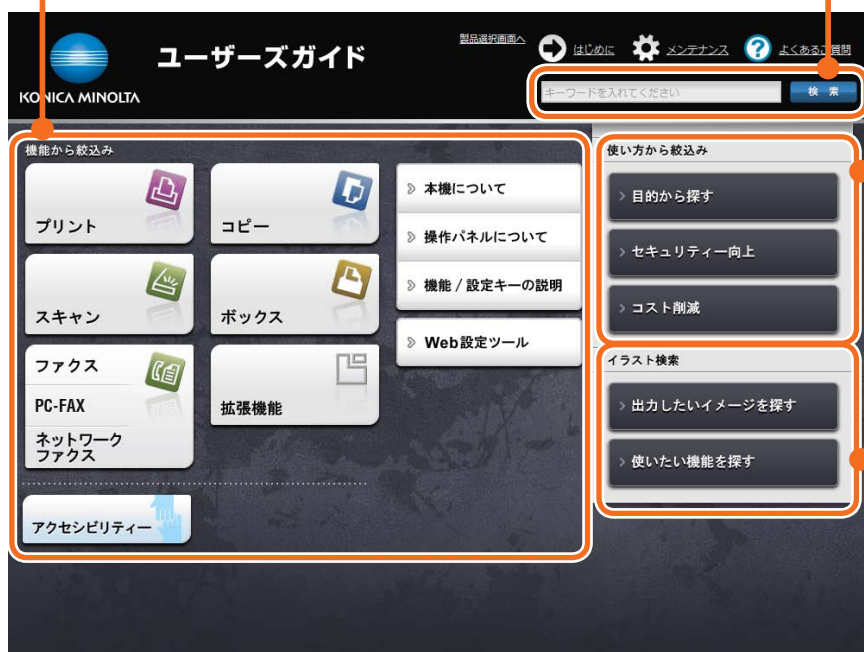 ユーザーズガイド
製品選択画面へ
はじめに
メンテナンス
よくあるご質問
KONICA MINOLTA
キーワードを入れてください
検 索
機能から絞込み
プリント
コピー
スキャン
ボックス
ファクス
PC-FAX
ネットワーク
ファクス
拡張機能
アクセシビリティー
本機について
操作パネルについて
機能 / 設定キーの説明
Web設定ツール
使い方から絞込み
目的から探す
セキュリティー向上
コスト削減
イラスト検索
出力したいイメージを探す
使いたい機能を探す